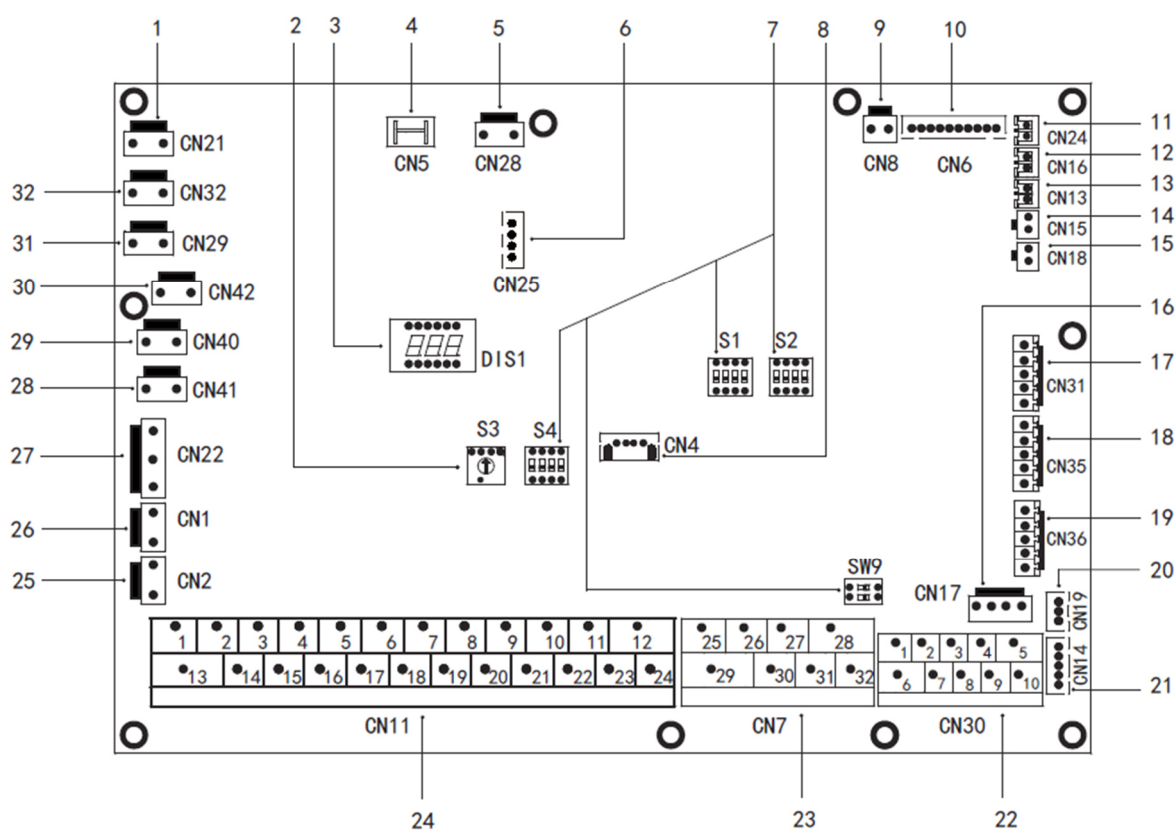 1 2 3 4 5 6 7 8 9 10
CN21
CN5
CN28
CN8
CN6
CN24
11
CN16
12
CN13
13
CN15
14
CN18
15
32
CN32
31
CN29
30
CN42
CN25
29
CN40
28
CN41
DIS1
S1
S2
16
CN31
17
27
CN22
S3
S4
CN4
CN35
18
26
CN1
CN36
19
25
CN2
SW9
CN17
CN19
20
1 2 3 4 5 6 7 8 9 10 11 12
25 26 27 28
1 2 3 4 5
CN14
13 14 15 16 17 18 19 20 21 22 23 24
29 30 31 32
6 7 8 9 10
21
CN11
CN7
CN30
24
23
22